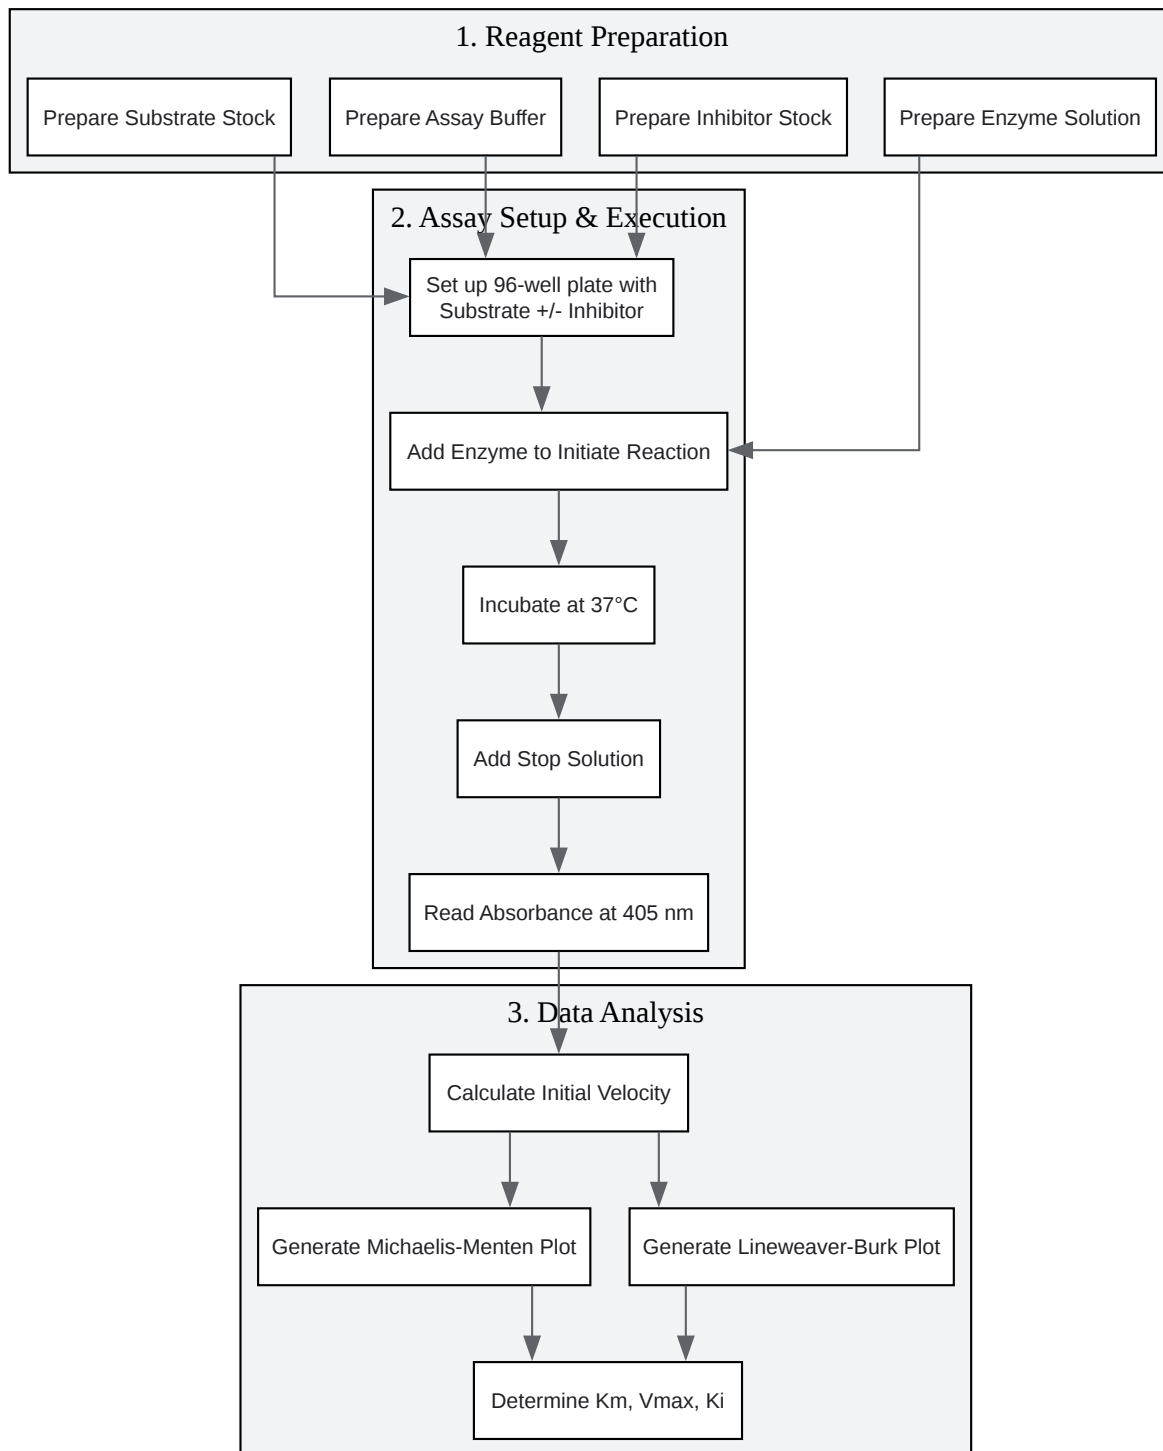 1. Reagent Preparation
Prepare Substrate Stock
Prepare Assay Buffer
Prepare Inhibitor Stock
Prepare Enzyme Solution
2. Assay Setup & Execution
Set up 96-well plate with
Substrate +/- Inhibitor
Add Enzyme to Initiate Reaction
Incubate at 37°C
Add Stop Solution
Read Absorbance at 405 nm
3. Data Analysis
Calculate Initial Velocity
Generate Michaelis-Menten Plot
Generate Lineweaver-Burk Plot
Determine Km, Vmax, Ki